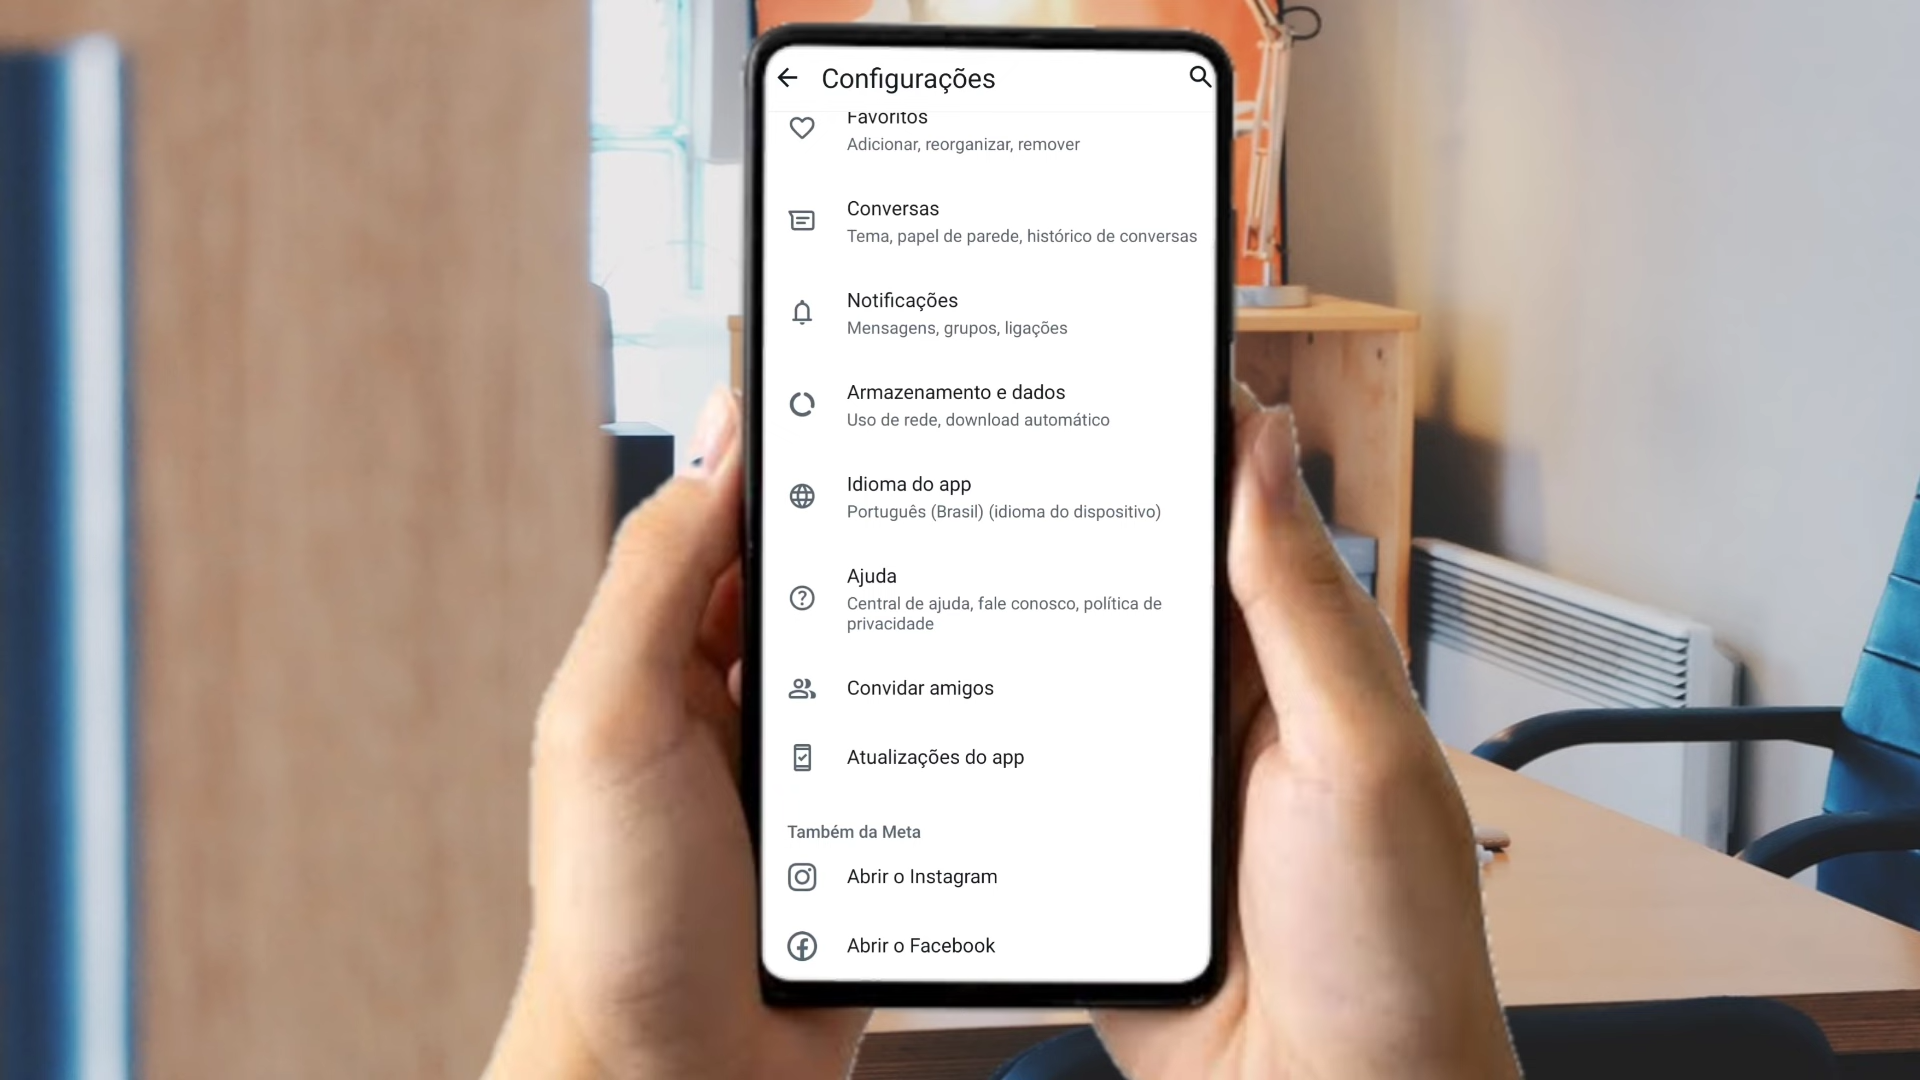 Configurações
Favoritos
Adicionar, reorganizar, remover
Conversas
Tema, papel de parede, histórico de conversas
Notificações
Mensagens, grupos, ligações
Armazenamento e dados
Uso de rede, download automático
Idioma do app
Português (Brasil) (idioma do dispositivo)
Ajuda
Central de ajuda, fale conosco, política de
privacidade
Convidar amigos
Atualizações do app
Também da Meta
Abrir o Instagram
Abrir o Facebook